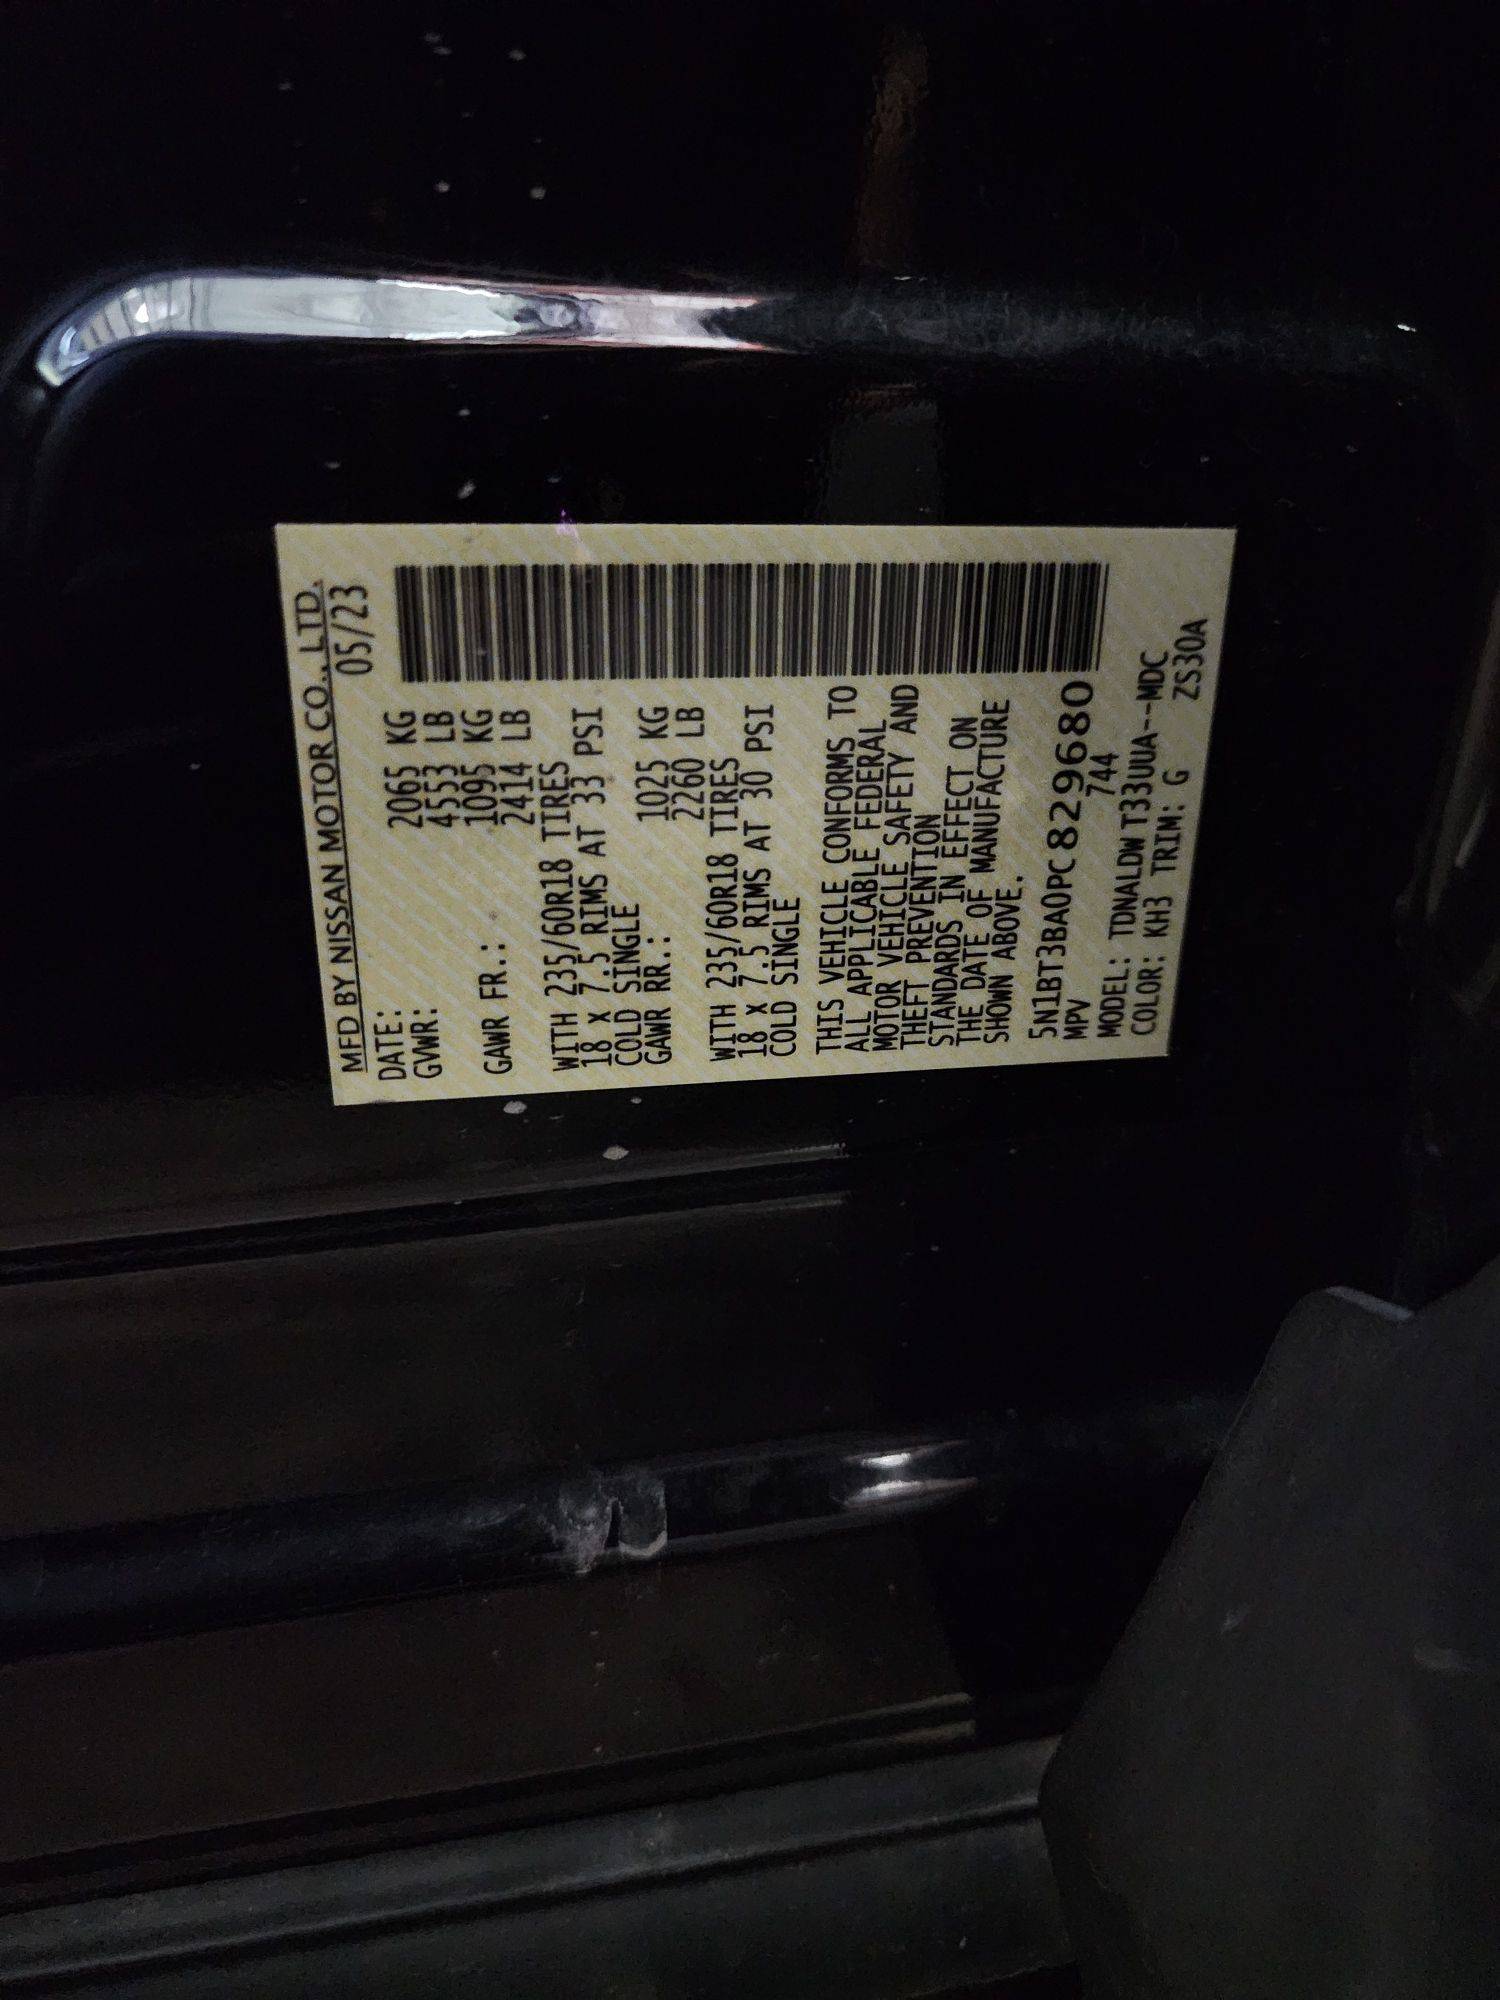 MFD BY NISSAN MOTOR CO., LTD.
DATE: 05/23
GVWR: 2065 KG
4553 LB
GAWR FR.: 1095 KG
2414 LB
WITH 235/60R18 TIRES
18 x 7.5 RIMS AT 33 PSI
COLD SINGLE
GAWR RR.: 1025 KG
2260 LB
WITH 235/60R18 TIRES
18 x 7.5 RIMS AT 30 PSI
COLD SINGLE
THIS VEHICLE CONFORMS TO
ALL APPLICABLE FEDERAL
MOTOR VEHICLE SAFETY AND
THEFT PREVENTION
STANDARDS IN EFFECT ON
THE DATE OF MANUFACTURE
SHOWN ABOVE.
5N1BT3BA0PC829680
MPV 744
MODEL: TDNALDW T33UUA--MDC
COLOR: KH3 TRIM: G ZS30A